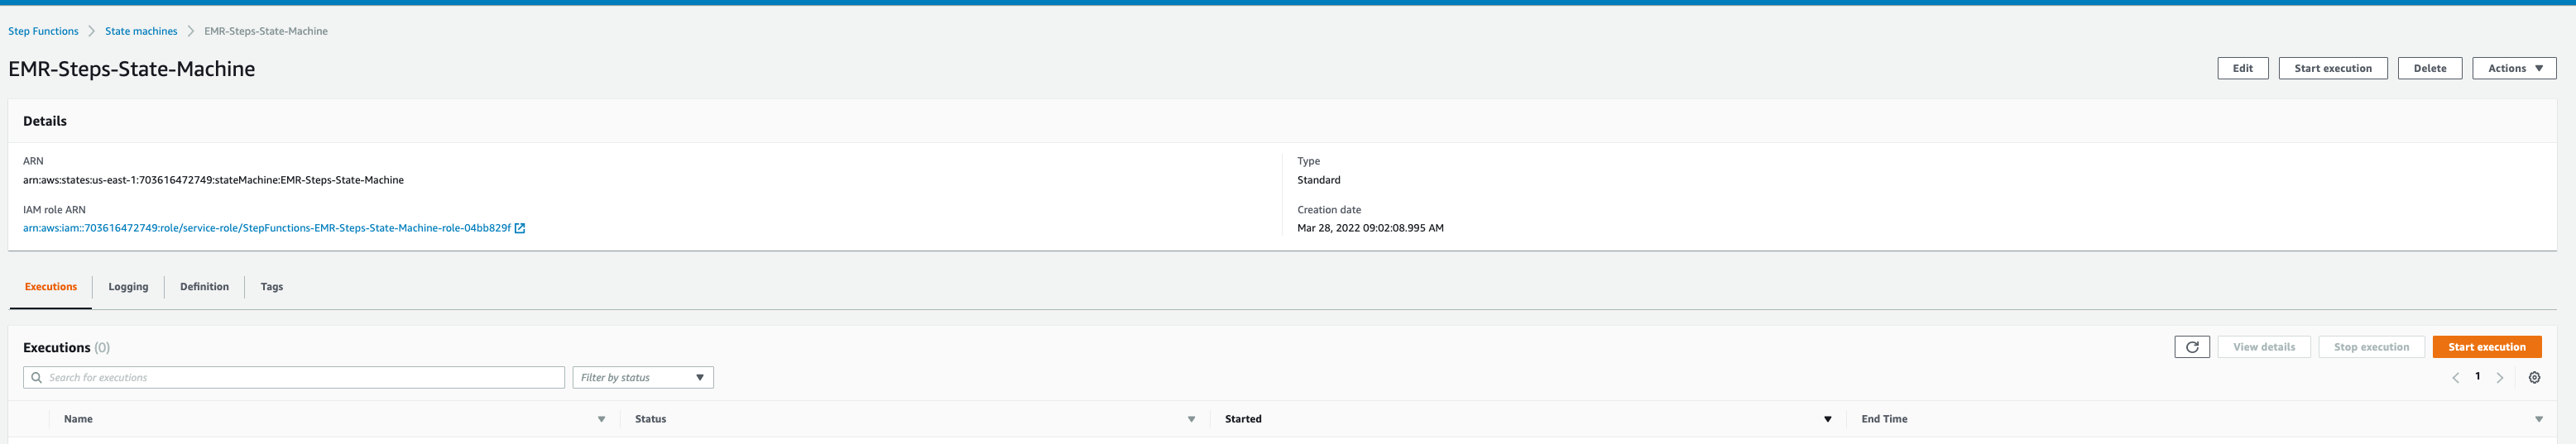 Step Functions > State machines > EMR-Steps-State-Machine
EMR-Steps-State-Machine
Edit Start execution Delete Actions
Details
ARN
arn:aws:states:us-east-1:703616472749:stateMachine:EMR-Steps-State-Machine
IAM role ARN
arn:aws:iam::703616472749:role/service-role/StepFunctions-EMR-Steps-State-Machine-role-04bb829f
Type
Standard
Creation date
Mar 28, 2022 09:02:08.995 AM
Executions Logging Definition Tags
Executions (0)
View details Stop execution Start execution
Search for executions Filter by status
1
Name Status Started End Time